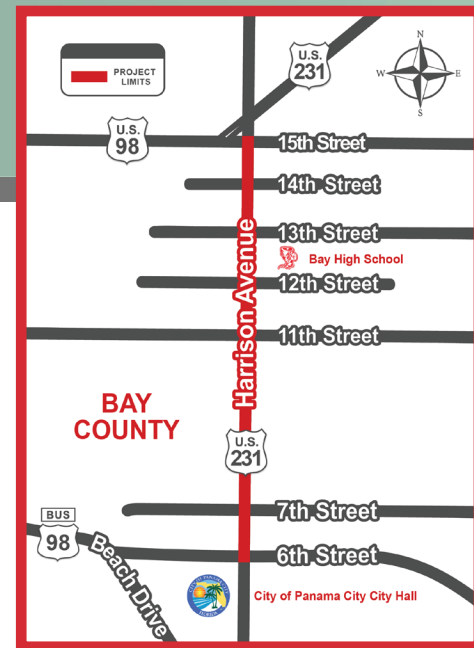 PROJECT
LIMITS
U.S.
231
N
W
E
S
U.S.
98
15th Street
14th Street
13th Street
Bay High School
12th Street
Harrison Avenue
11th Street
BAY
COUNTY
U.S.
231
7th Street
BUS
98
Beach Drive
6th Street
City of Panama City City Hall